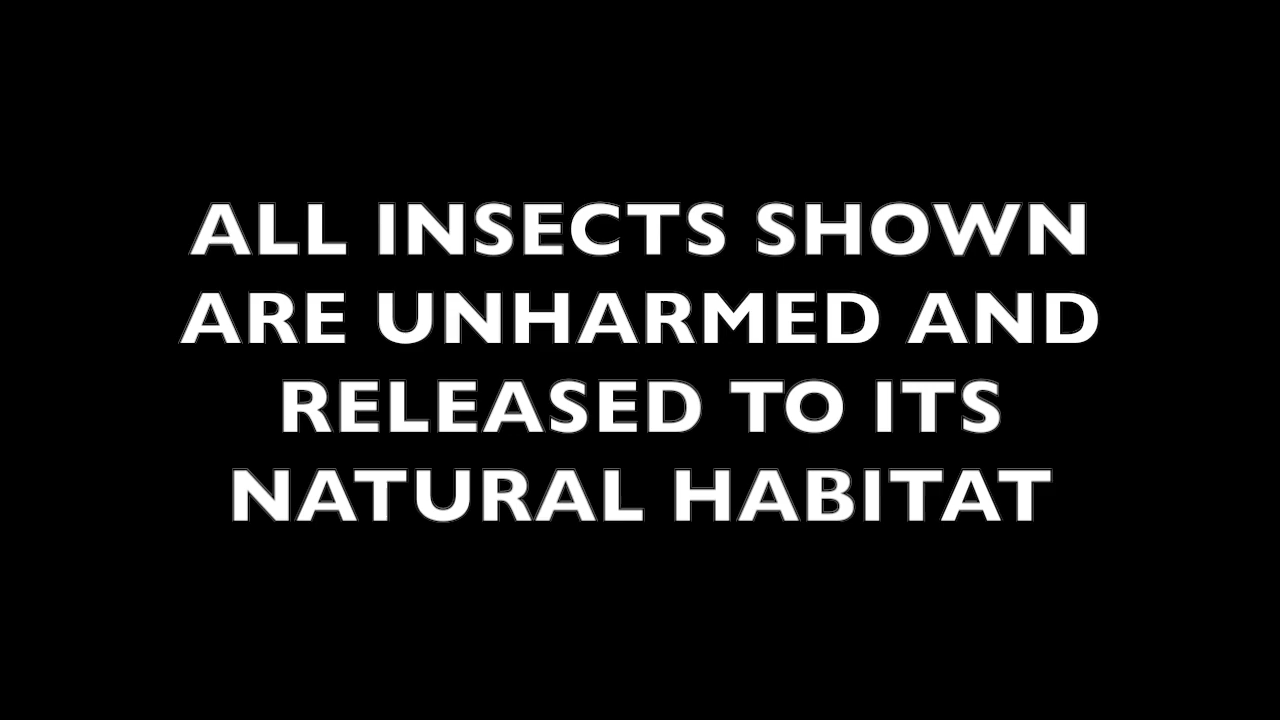 ALL INSECTS SHOWN
ARE UNHARMED AND
RELEASED TO ITS
NATURAL HABITAT